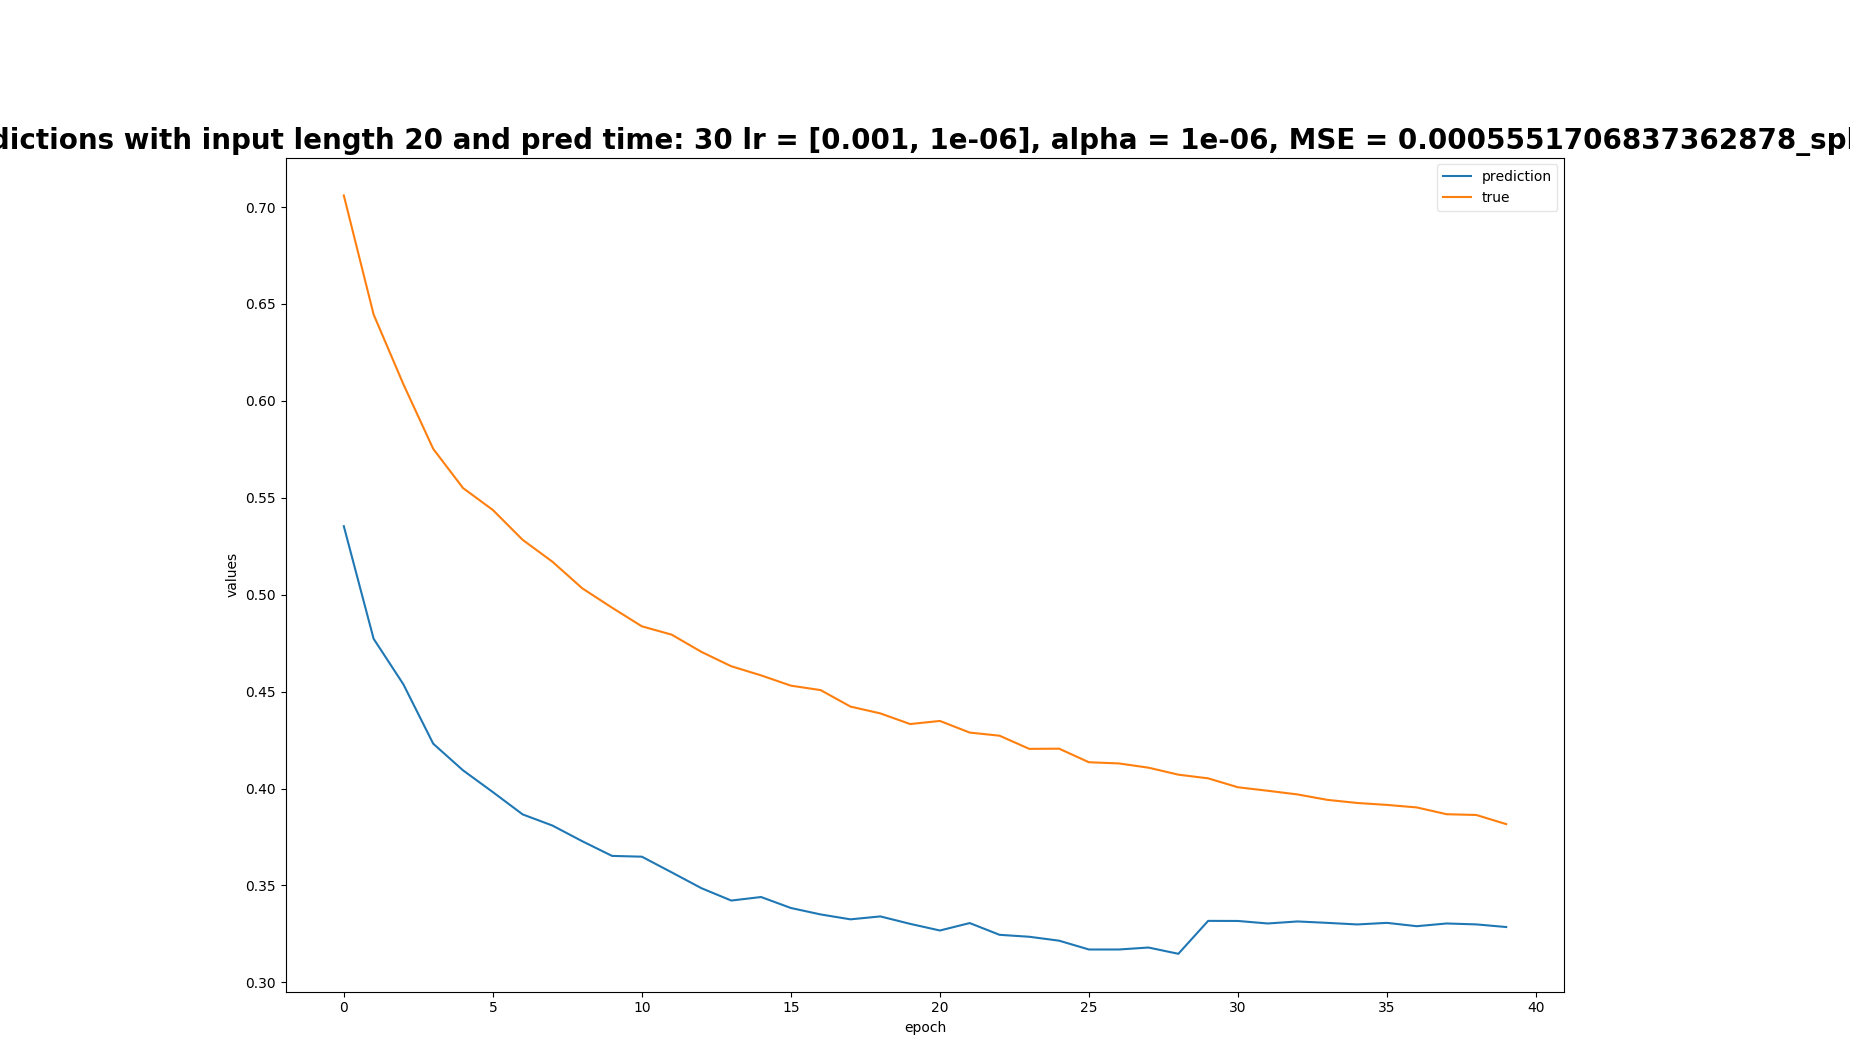 dictions with input length 20 and pred time: 30 lr = [0.001, 1e-06], alpha = 1e-06, MSE = 0.0005551706837362878_spl
prediction
true
0.70
0.65
0.60
0.55
0.50
0.45
0.40
0.35
0.30
values
0 5 10 15 20 25 30 35 40
epoch